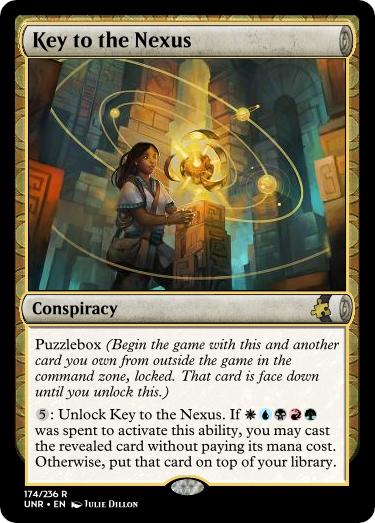 Key to the Nexus
Conspiracy
Puzzlebox (Begin the game with this and another
card you own from outside the game in the
command zone, locked. That card is face down
until you unlock this.)
5: Unlock Key to the Nexus. If
was spent to activate this ability, you may cast
the revealed card without paying its mana cost.
Otherwise, put that card on top of your library.
174/236 R
UNR • EN Julie Dillon